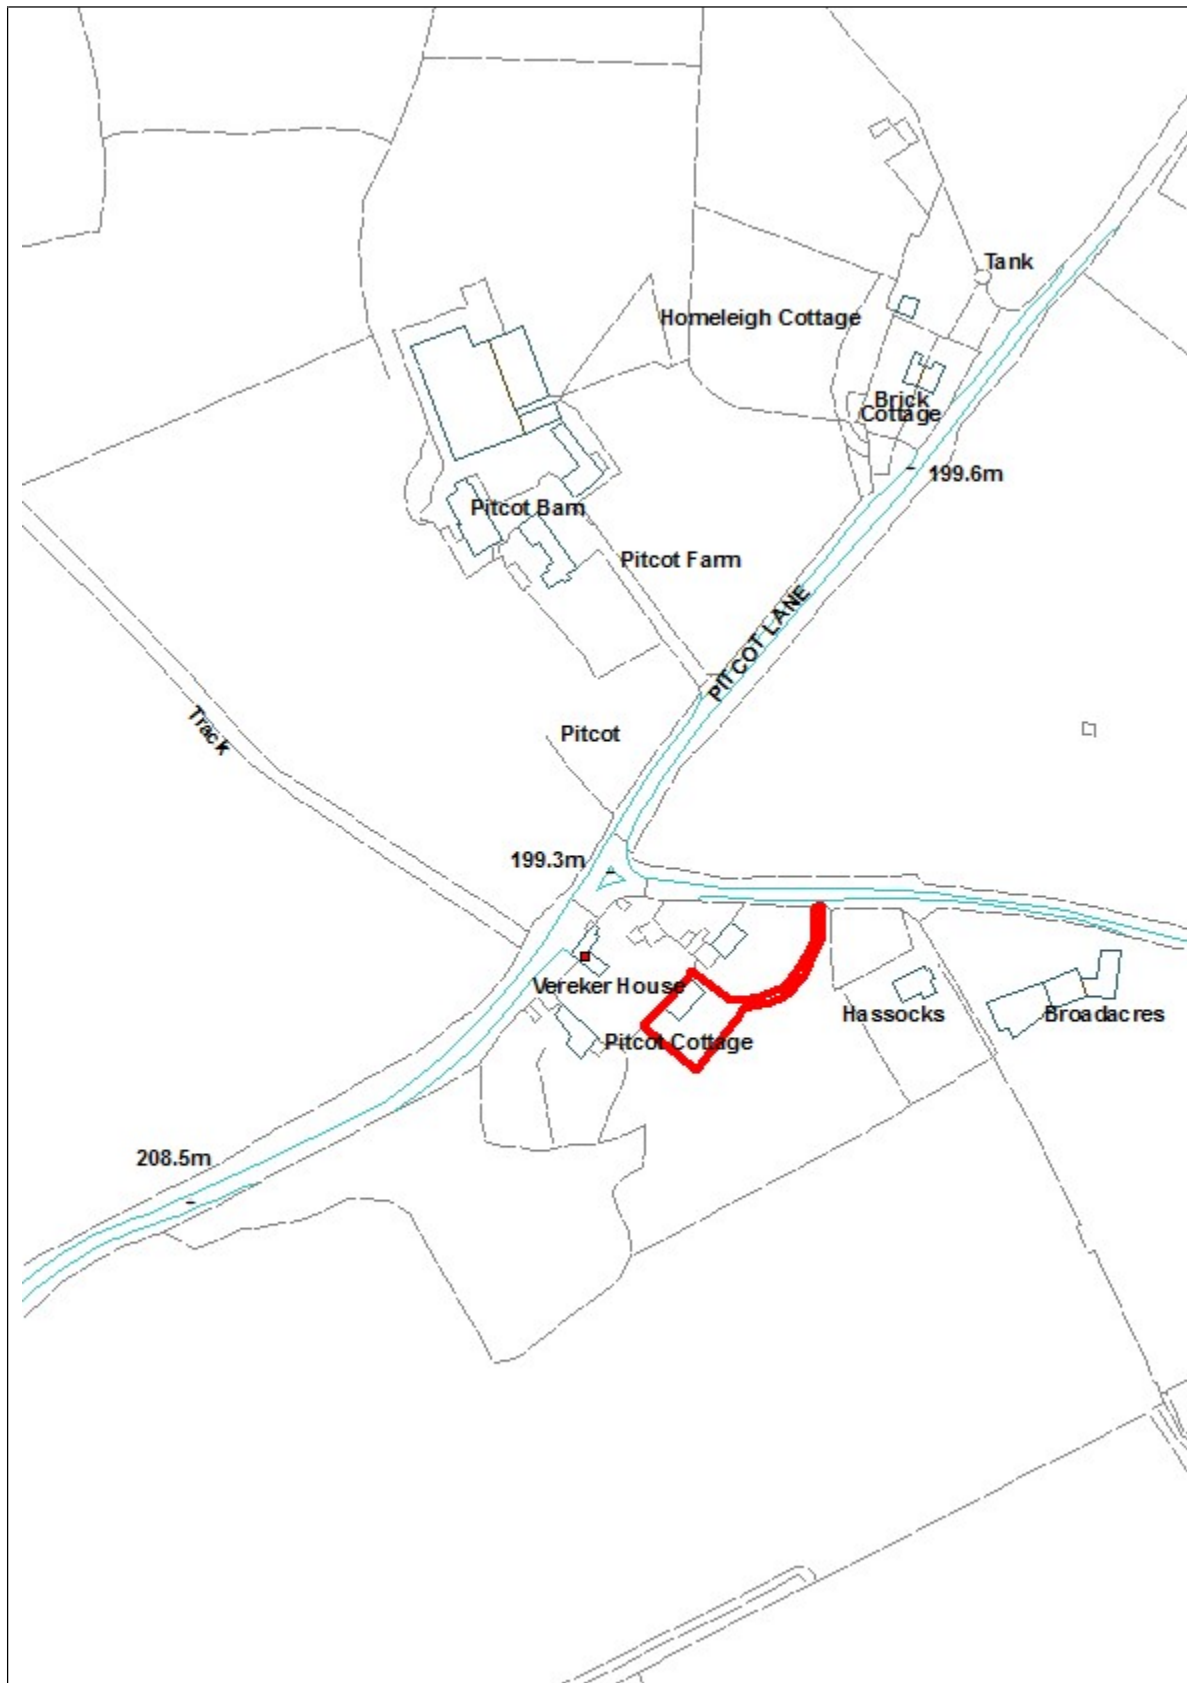 Tank
Homeleigh Cottage
Brick
Cottage
199.6m
Pitcot Barn
Pitcot Farm
PITCOT LANE
Track
Pitcot
199.3m
Vereker House
Hassocks
Broadacres
Pitcot Cottage
208.5m